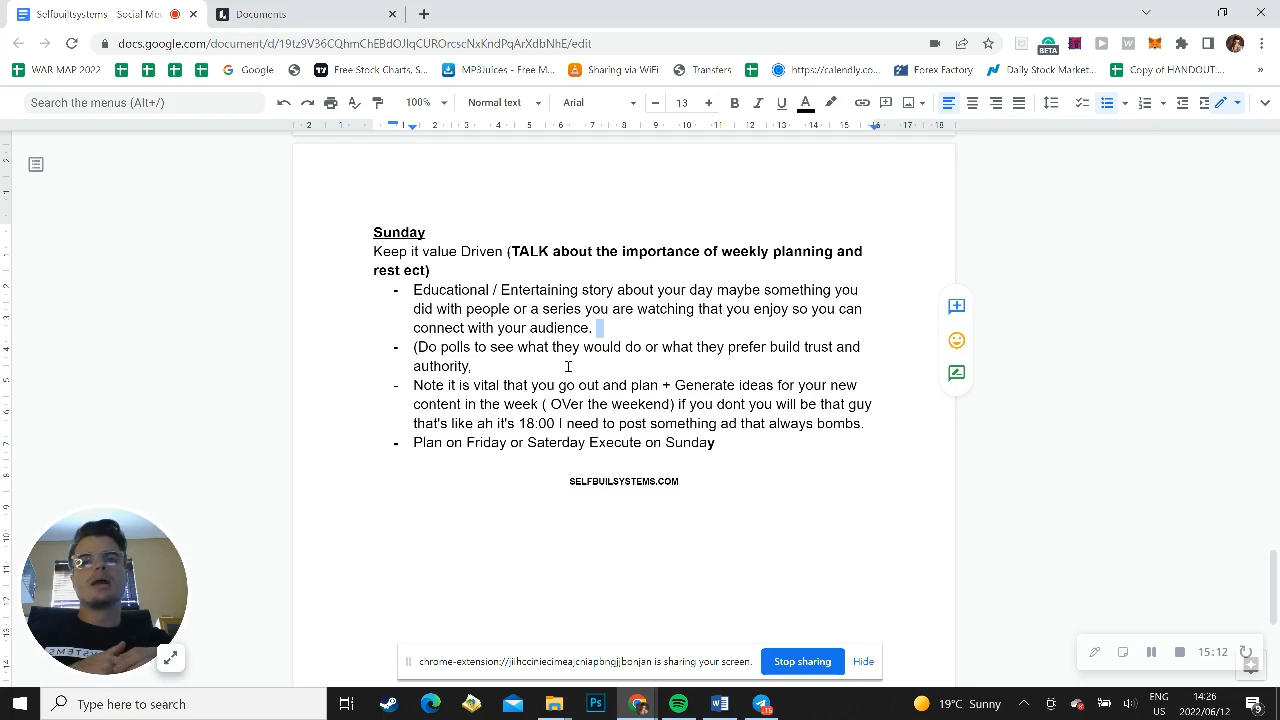 Selfbuiltsystems - Social Med
Documents
WAR MAP 2022
Google
Free Stock Charts, S
MP3Juices - Free M...
Sharing via WiFi
Transfers
https://calendly.co...
Forex Factory
Daily Stock Market...
Copy of HANDOUT:...
BETA
Search the menus (Alt+/)
100%
Normal text
Arial
13
Sunday
Keep it value Driven (TALK about the importance of weekly planning and
rest ect)
- Educational / Entertaining story about your day maybe something you
did with people or a series you are watching that you enjoy so you can
connect with your audience.
- (Do polls to see what they would do or what they prefer build trust and
authority,
- Note it is vital that you go out and plan + Generate ideas for your new
content in the week ( OVer the weekend) if you dont you will be that guy
that's like ah it's 18:00 I need to post something ad that always bombs.
- Plan on Friday or Saterday Execute on Sunday
SELFBUILSYSTEMS.COM
chrome-extension://jlhcciniecimeajcniapbngjjbonjan is sharing your screen.
Stop sharing
Hide
15:12
Type here to search
19°C Sunny
ENG
US
14:26
2022/06/12